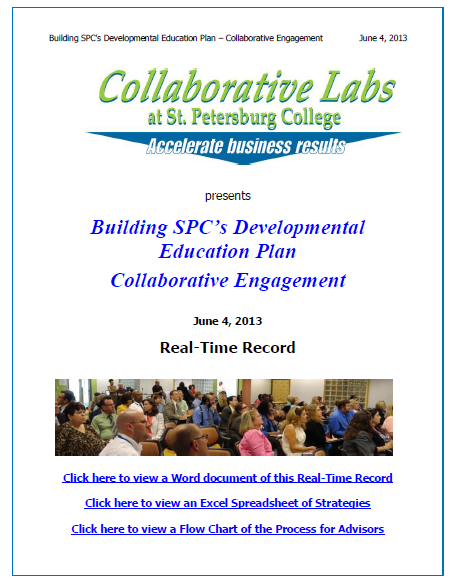 Building SPC's Developmental Education Plan – Collaborative Engagement June 4, 2013
Collaborative Labs
at St. Petersburg College
Accelerate business results
presents
Building SPC's Developmental
Education Plan
Collaborative Engagement
June 4, 2013
Real-Time Record
Click here to view a Word document of this Real-Time Record
Click here to view an Excel Spreadsheet of Strategies
Click here to view a Flow Chart of the Process for Advisors